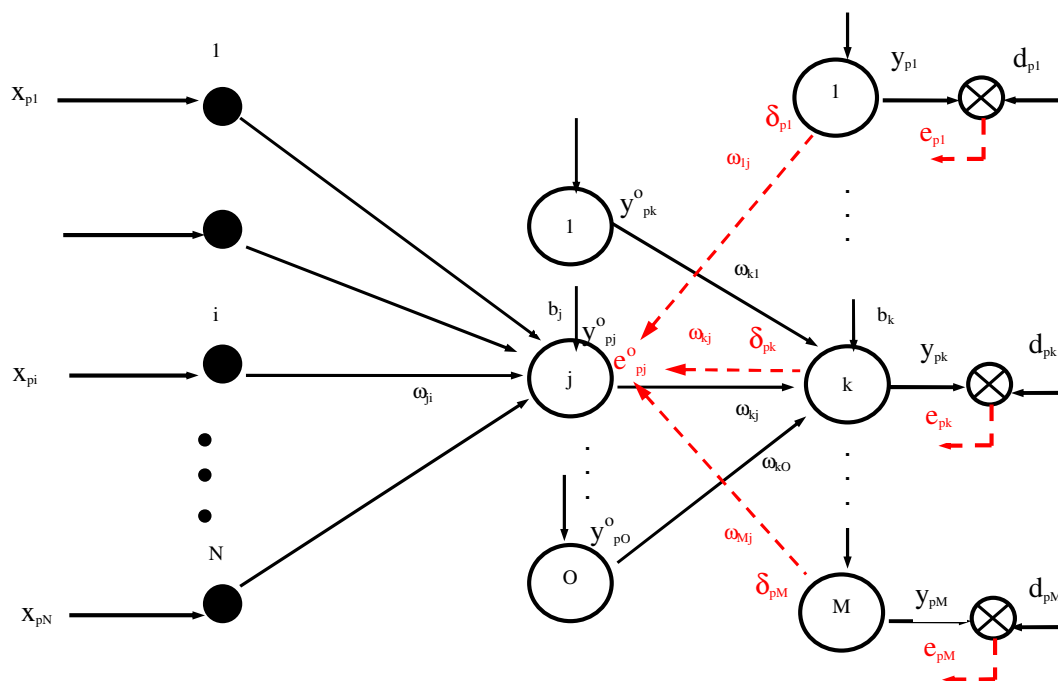 1
x_p1
i
x_pi
N
x_pN
ω_ji
1
y^o_pk
b_j
y^o_pj
e^o_pj
j
y^o_pO
O
ω_k1
ω_kj
ω_kj
ω_kO
ω_1j
ω_Mj
δ_p1
δ_pk
δ_pM
1
y_p1
d_p1
e_p1
b_k
k
y_pk
d_pk
e_pk
M
y_pM
d_pM
e_pM